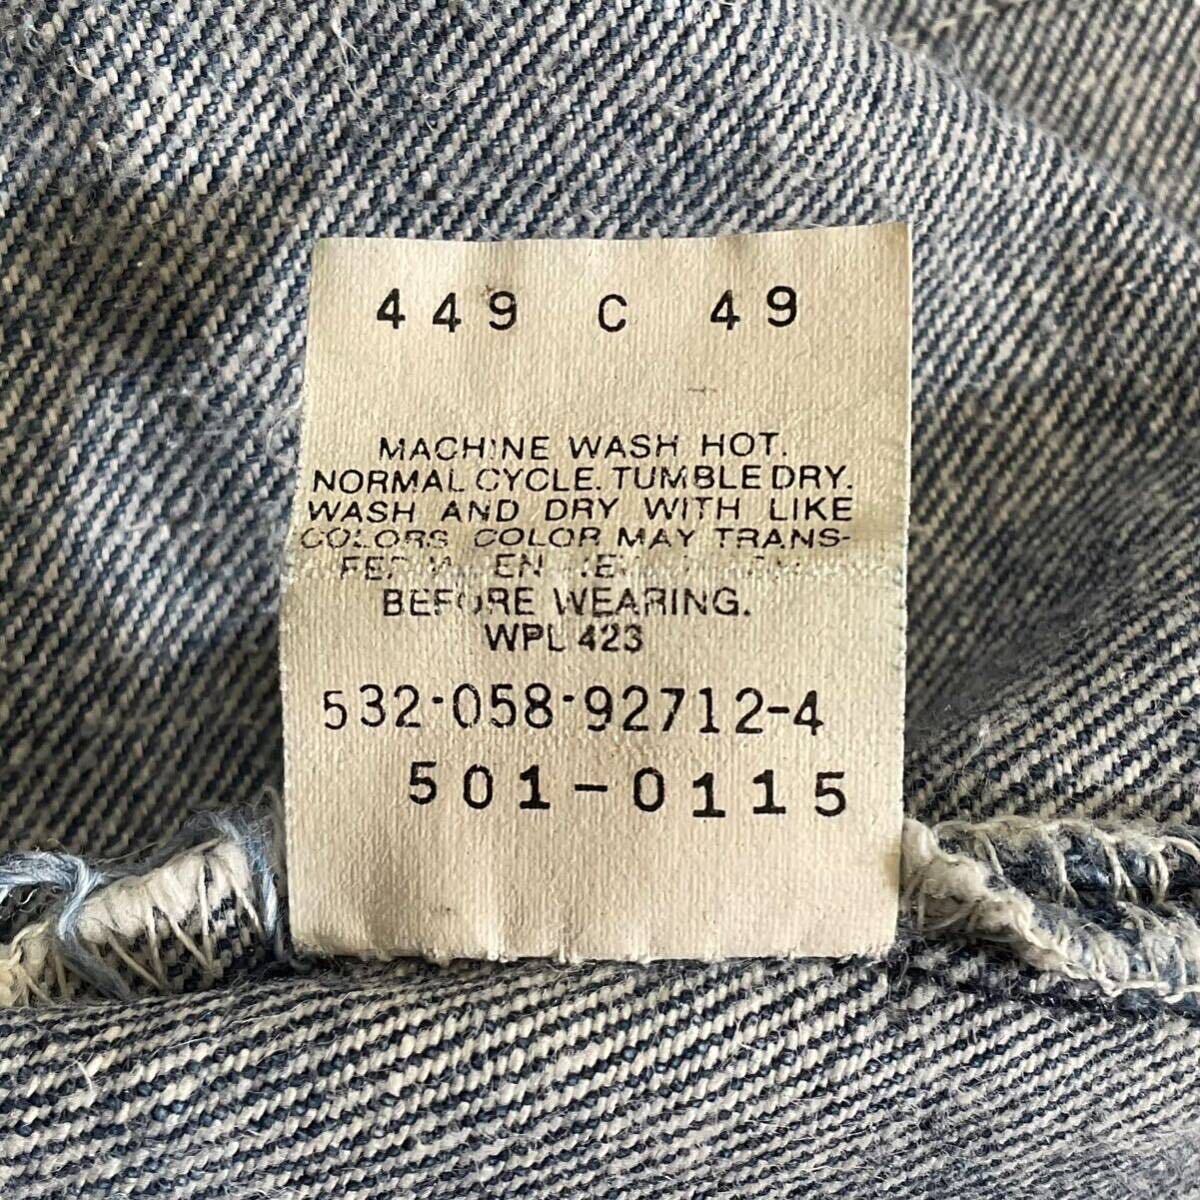 449 C 49
MACHINE WASH HOT.
NORMAL CYCLE. TUMBLE DRY.
WASH AND DRY WITH LIKE
COLORS COLOR MAY TRANS-
FER
BEFORE WEARING.
WPL 423
532-058-92712-4
501-0115